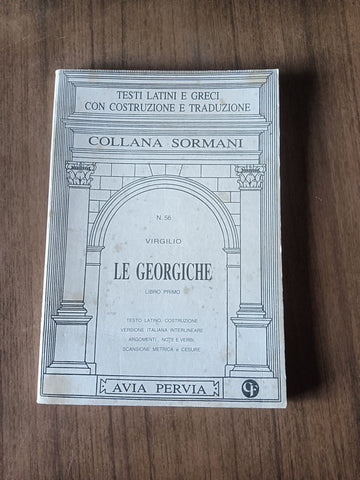 TESTI LATINI E GRECI
CON COSTRUZIONE E TRADUZIONE
COLLANA SORMANI
N. 56
VIRGILIO
LE GEORGICHE
LIBRO PRIMO
TESTO LATINO, COSTRUZIONE
VERSIONE ITALIANA INTERLINEARE
ARGOMENTI, NOTE E VERBI,
SCANSIONE METRICA e CESURE
AVIA PERVIA